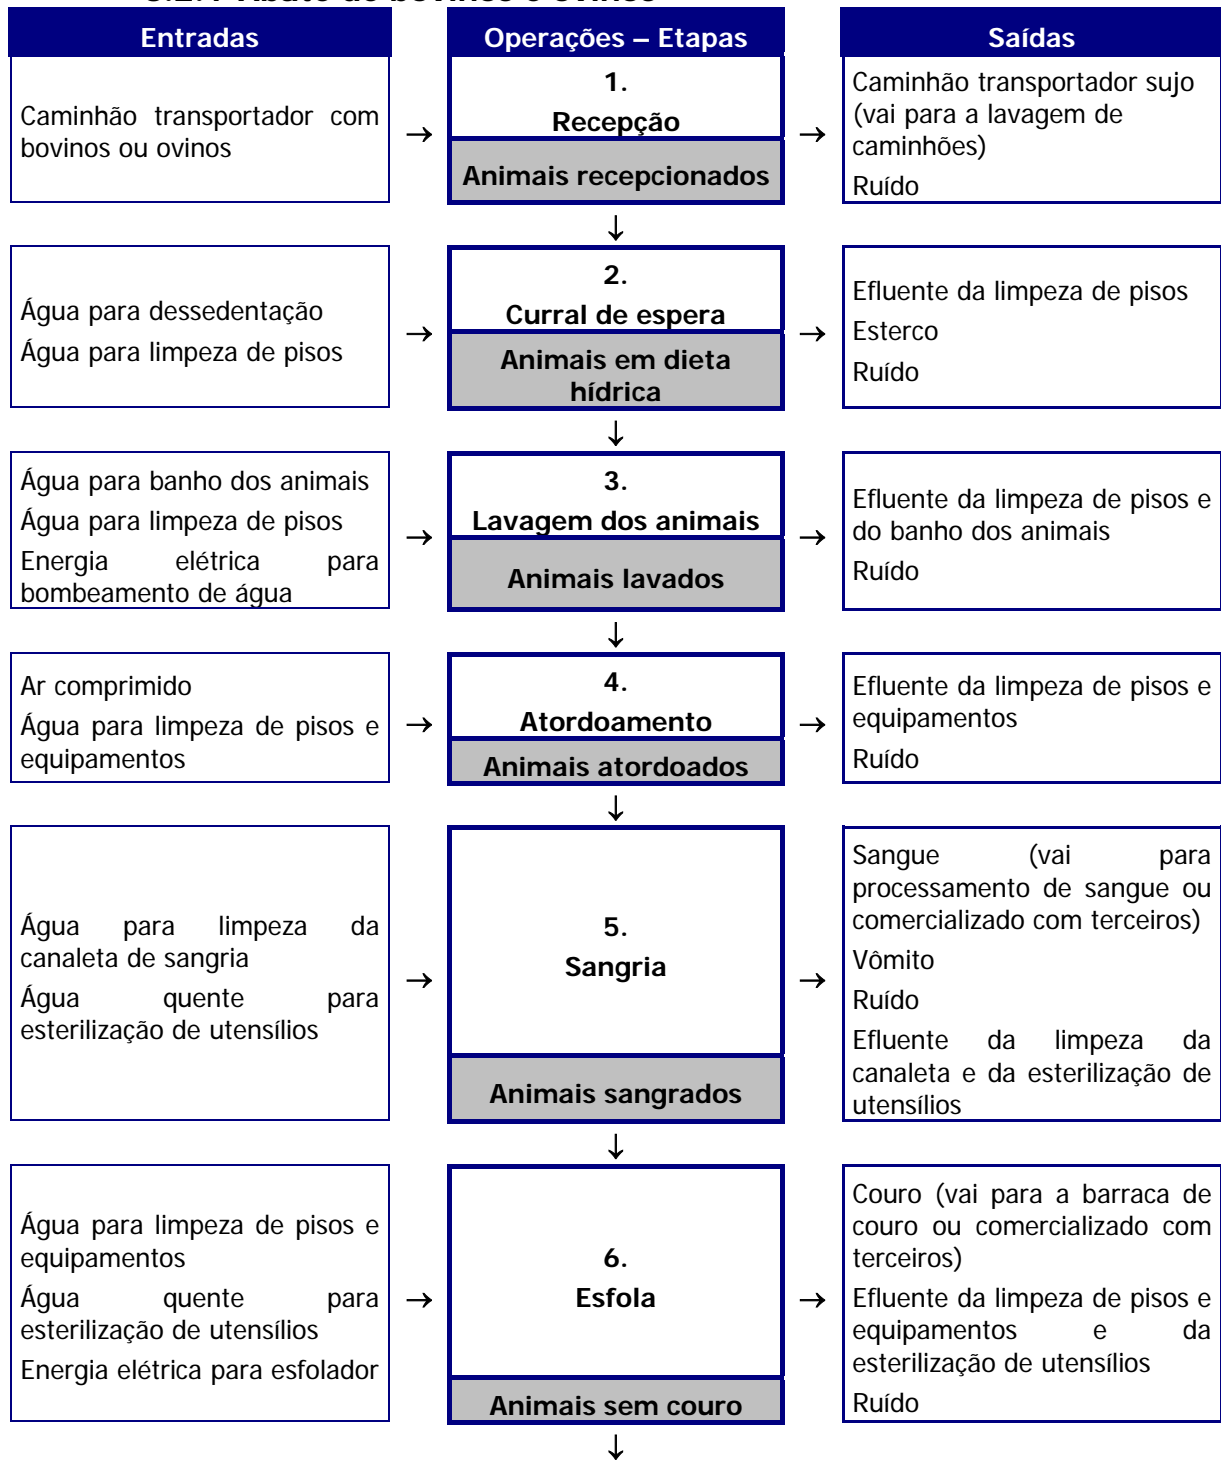 Entradas
Operações – Etapas
Saídas
Caminhão transportador com
bovinos ou ovinos
→
1.
Recepção
Animais recepcionados
→
Caminhão transportador sujo
(vai para a lavagem de
caminhões)
Ruído
↓
Água para dessedentação
Água para limpeza de pisos
→
2.
Curral de espera
Animais em dieta
hídrica
→
Efluente da limpeza de pisos
Esterco
Ruído
↓
Água para banho dos animais
Água para limpeza de pisos
Energia elétrica para
bombeamento de água
→
3.
Lavagem dos animais
Animais lavados
→
Efluente da limpeza de pisos e
do banho dos animais
Ruído
↓
Ar comprimido
Água para limpeza de pisos e
equipamentos
→
4.
Atordoamento
Animais atordoados
→
Efluente da limpeza de pisos e
equipamentos
Ruído
↓
Água para limpeza da
canaleta de sangria
Água quente para
esterilização de utensílios
→
5.
Sangria
Animais sangrados
→
Sangue (vai para
processamento de sangue ou
comercializado com terceiros)
Vômito
Ruído
Efluente da limpeza da
canaleta e da esterilização de
utensílios
↓
Água para limpeza de pisos e
equipamentos
Água quente para
esterilização de utensílios
Energia elétrica para esfolador
→
6.
Esfola
Animais sem couro
→
Couro (vai para a barraca de
couro ou comercializado com
terceiros)
Efluente da limpeza de pisos e
equipamentos e da
esterilização de utensílios
Ruído
↓